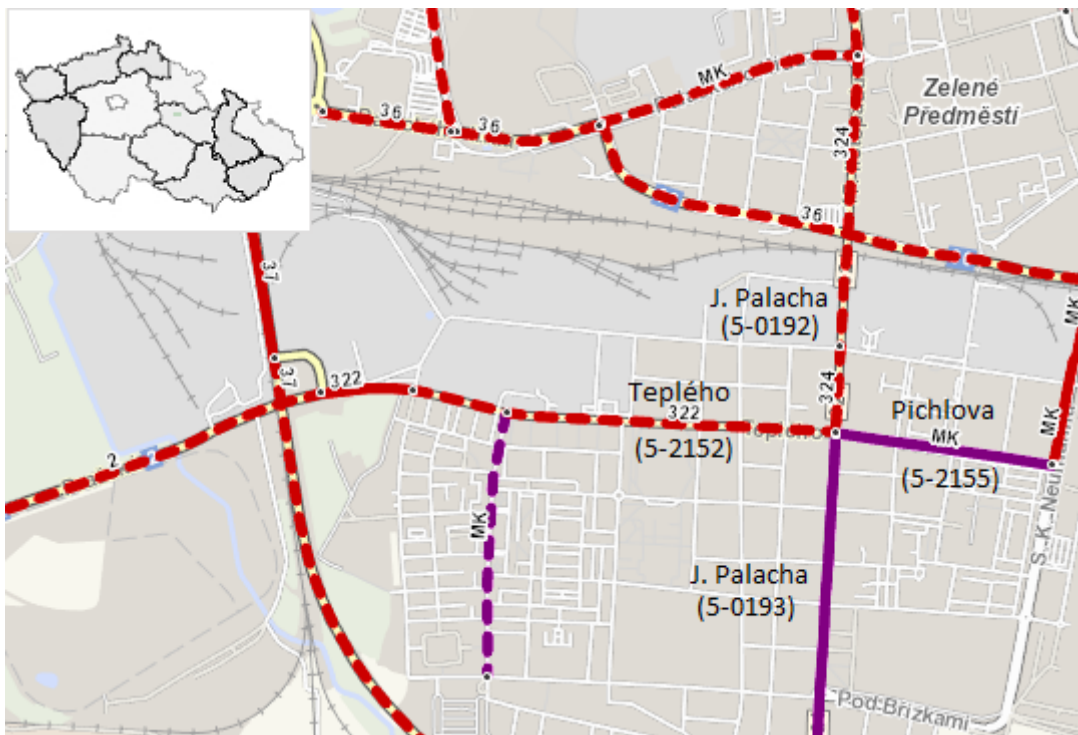 MK
Zelené
Předměstí
36
36
324
36
37
J. Palacha
(5-0192)
MK
37
322
324
Teplého
322
(5-2152)
Pichlova
MK
(5-2155)
MK
2
MK
S. K. Neu
J. Palacha
(5-0193)
Pod Břízkami